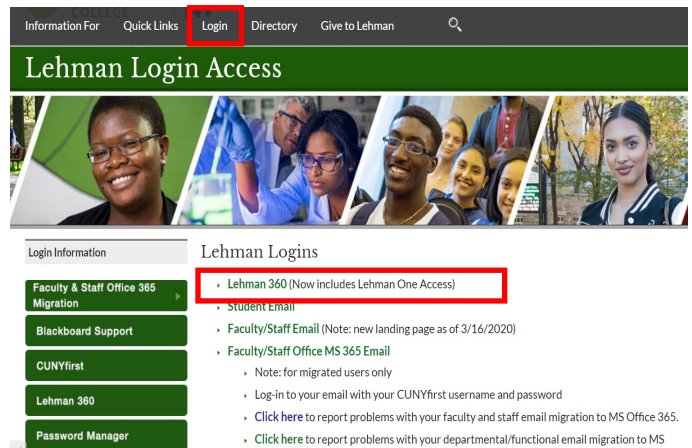 COLLEGE
Information For Quick Links Login Directory Give to Lehman
Lehman Login Access
Login Information
Faculty & Staff Office 365
Migration
Blackboard Support
CUNYfirst
Lehman 360
Password Manager
Lehman Logins
Lehman 360 (Now includes Lehman One Access)
Student Email
Faculty/Staff Email (Note: new landing page as of 3/16/2020)
Faculty/Staff Office MS 365 Email
Note: for migrated users only
Log-in to your email with your CUNYfirst username and password
Click here to report problems with your faculty and staff email migration to MS Office 365.
Click here to report problems with your departmental/functional email migration to MS